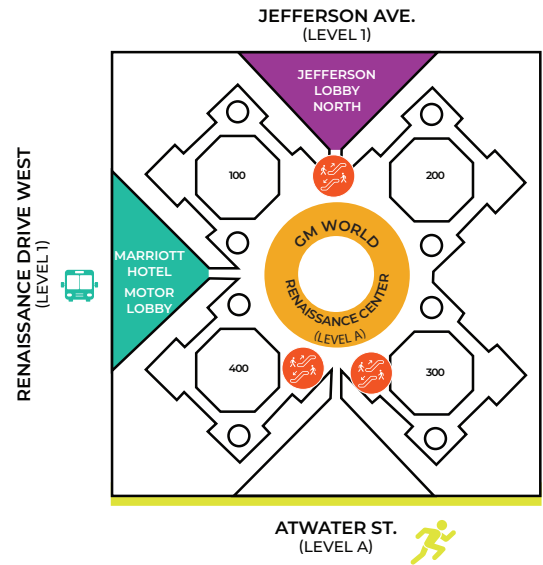 JEFFERSON AVE.
(LEVEL 1)
JEFFERSON
LOBBY
NORTH
100
200
RENAISSANCE DRIVE WEST
(LEVEL 1)
GM WORLD
RENAISSANCE CENTER
(LEVEL A)
MARRIOTT
HOTEL
MOTOR
LOBBY
400
300
ATWATER ST.
(LEVEL A)